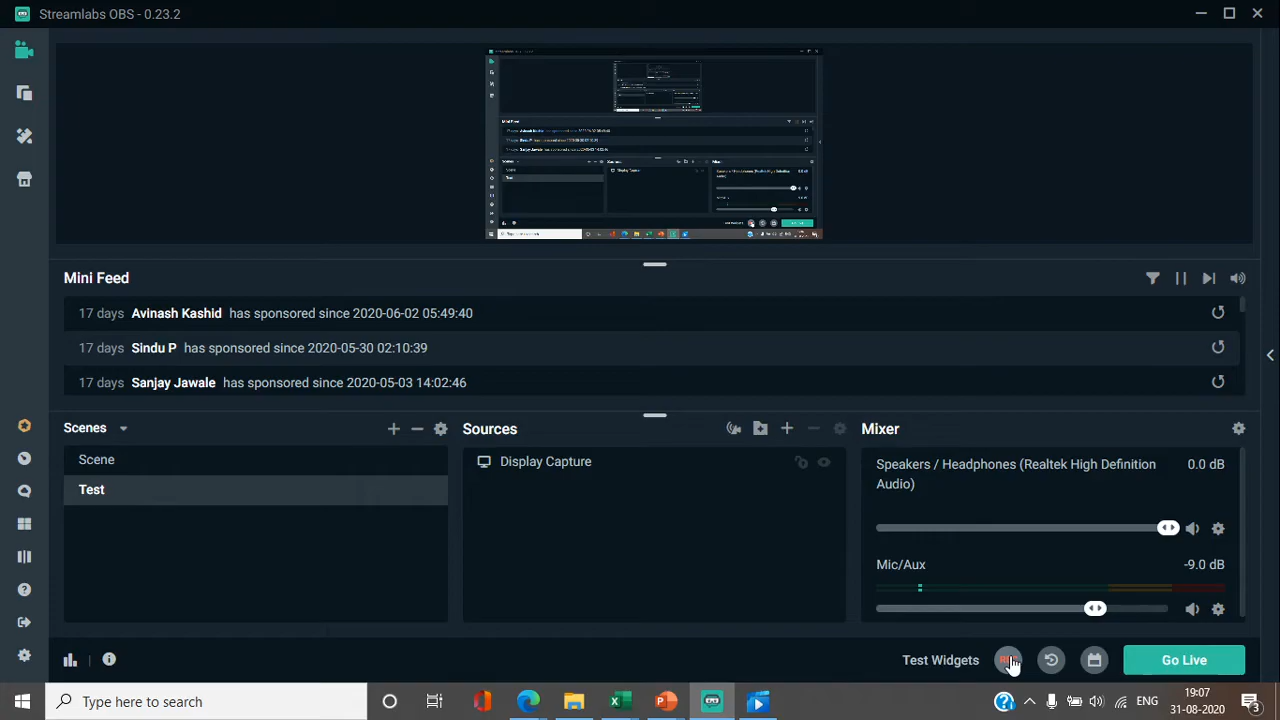 Streamlabs OBS - 0.23.2
Mini Feed
17 days Avinash Kashid has sponsored since 2020-06-02 05:49:40
17 days Sindu P has sponsored since 2020-05-30 02:10:39
17 days Sanjay Jawale has sponsored since 2020-05-03 14:02:46
Scenes
Scene
Test
Sources
Display Capture
Mixer
Speakers / Headphones (Realtek High Definition
Audio)
0.0 dB
Mic/Aux
-9.0 dB
Test Widgets
REC
Go Live
Type here to search
ENG
19:07
31-08-2020
3